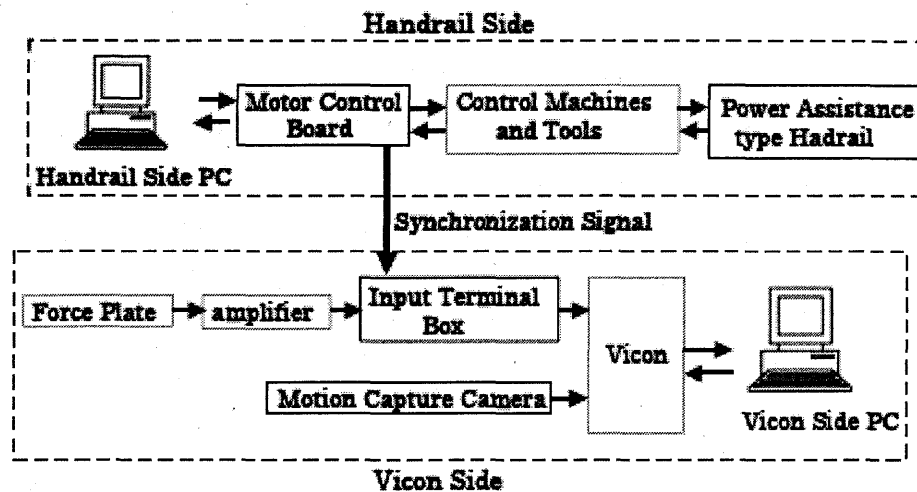 Handrail Side
Motor Control
Board
Control Machines
and Tools
Power Assistance
type Hadrail
Handrail Side PC
Synchronization Signal
Force Plate
amplifier
Input Terminal
Box
Vicon
Motion Capture Camera
Vicon Side PC
Vicon Side